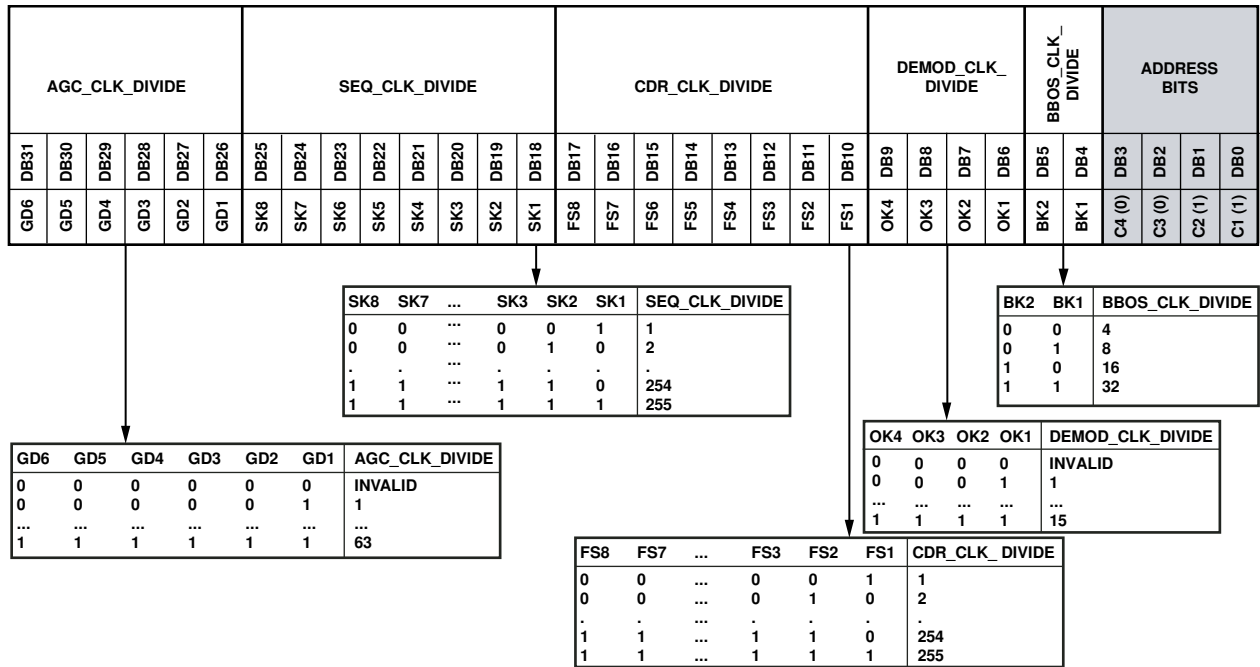 AGC_CLK_DIVIDE SEQ_CLK_DIVIDE CDR_CLK_DIVIDE DEMOD_CLK_ DIVIDE BBOS_CLK_ DIVIDE ADDRESS BITS
DB31 DB30 DB29 DB28 DB27 DB26 DB25 DB24 DB23 DB22 DB21 DB20 DB19 DB18 DB17 DB16 DB15 DB14 DB13 DB12 DB11 DB10 DB9 DB8 DB7 DB6 DB5 DB4 DB3 DB2 DB1 DB0
GD6 GD5 GD4 GD3 GD2 GD1 SK8 SK7 SK6 SK5 SK4 SK3 SK2 SK1 FS8 FS7 FS6 FS5 FS4 FS3 FS2 FS1 OK4 OK3 OK2 OK1 BK2 BK1 C4 (0) C3 (0) C2 (1) C1 (1)
SK8 SK7 ... SK3 SK2 SK1 SEQ_CLK_DIVIDE
0 0 ... 0 0 1 1
0 0 ... 0 1 0 2
. . ... . . . .
1 1 ... 1 1 0 254
1 1 ... 1 1 1 255
BK2 BK1 BBOS_CLK_DIVIDE
0 0 4
0 1 8
1 0 16
1 1 32
GD6 GD5 GD4 GD3 GD2 GD1 AGC_CLK_DIVIDE
0 0 0 0 0 0 INVALID
0 0 0 0 0 1 1
... ... ... ... ... ... ...
1 1 1 1 1 1 63
OK4 OK3 OK2 OK1 DEMOD_CLK_DIVIDE
0 0 0 0 INVALID
0 0 0 1 1
... ... ... ... ...
1 1 1 1 15
FS8 FS7 ... FS3 FS2 FS1 CDR_CLK_ DIVIDE
0 0 ... 0 0 1 1
0 0 ... 0 1 0 2
. . ... . . . .
1 1 ... 1 1 0 254
1 1 ... 1 1 1 255